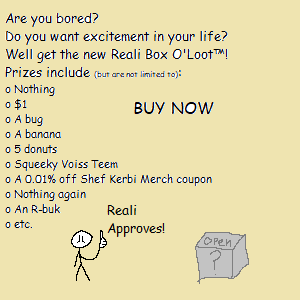 Are you bored?
Do you want excitement in your life?
Well get the new Reali Box O'Loot™!
Prizes include (but are not limited to):
o Nothing
o $1
o A bug
o A banana
o 5 donuts
o Squeeky Voiss Teem
o A 0.01% off Shef Kerbi Merch coupon
o Nothing again
o An R-buk
o etc.
BUY NOW
Reali
Approves!
Open
?